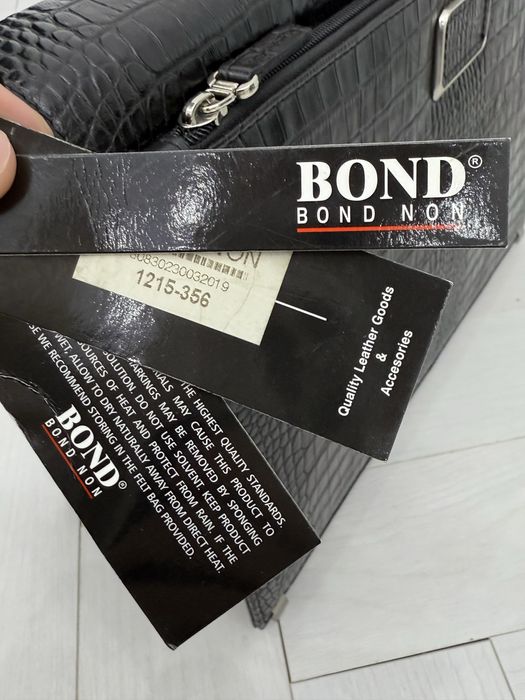 BOND®
BOND NON
80830230032019
1215-356
Quality Leather Goods
&
Accesories
THE HIGHEST QUALITY STANDARDS.
MAY CAUSE THIS PRODUCT TO
MARKINGS MAY BE REMOVED BY SPONGING
SOLUTION. DO NOT USE SOLVENT. KEEP PRODUCT
SOURCES OF HEAT AND PROTECT FROM RAIN. IF THE
WET, ALLOW TO DRY NATURALLY AWAY FROM DIRECT HEAT.
WE RECOMMEND STORING IN THE FELT BAG PROVIDED.
BOND®
BOND NON